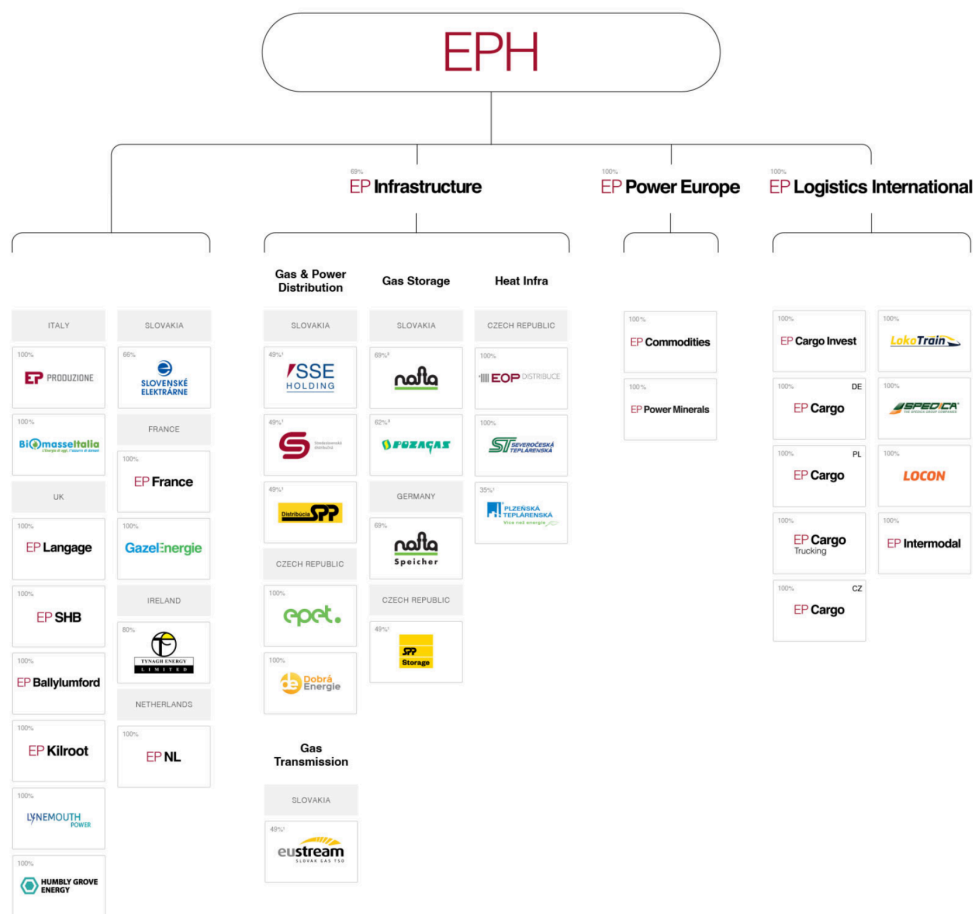 EPH
69%
EP Infrastructure
100%
EP Power Europe
100%
EP Logistics International
ITALY
100%
EP PRODUZIONE
100%
BiomasseItalia
UK
100%
EP Langage
100%
EP SHB
100%
EP Ballylumford
100%
EP Kilroot
100%
LYNEMOUTH
POWER
100%
HUMBLY GROVE
ENERGY
SLOVAKIA
66%
SLOVENSKÉ
ELEKTRÁRNE
FRANCE
100%
EP France
100%
GazelEnergie
IRELAND
80%
TYNAGH ENERGY
LIMITED
NETHERLANDS
100%
EP NL
Gas & Power
Distribution
SLOVAKIA
49%
SSE
HOLDING
49%
49%
Distribúcia SPP
CZECH REPUBLIC
100%
epet.
100%
de Dobrá
Energie
Gas
Transmission
SLOVAKIA
49%
eustream
SLOVAK GAS TSO
Gas Storage
SLOVAKIA
69%
nafta
62%
POZAGAS
GERMANY
69%
nafta
Speicher
CZECH REPUBLIC
49%
SPP
Storage
Heat Infra
CZECH REPUBLIC
100%
EOP DISTRIBUCE
100%
ST SEVEROČESKÁ
TEPLÁRENSKÁ
35%
PLZEŇSKÁ
TEPLÁRENSKÁ
Více než energie
100%
EP Commodities
100%
EP Power Minerals
100%
EP Cargo Invest
100%
DE
EP Cargo
100%
PL
EP Cargo
100%
EP Cargo
Trucking
100%
CZ
EP Cargo
100%
LokoTrain
100%
SPEDICA
100%
LOCON
100%
EP Intermodal